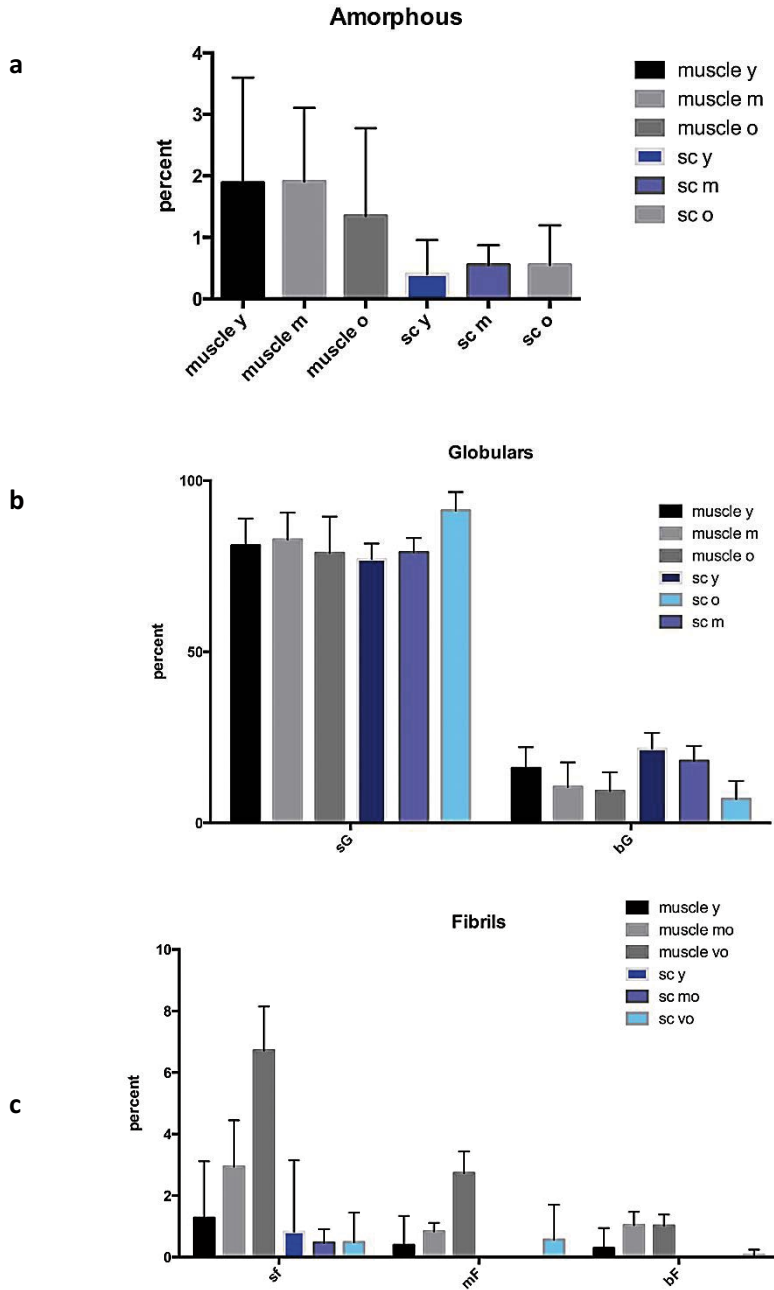 Amorphous
a
4
3
2
1
0
percent
muscle y
muscle m
muscle o
sc y
sc m
sc o
muscle y
muscle m
muscle o
sc y
sc m
sc o
Globulars
b
100
50
0
percent
sG
bG
muscle y
muscle m
muscle o
sc y
sc o
sc m
Fibrils
c
10
8
6
4
2
0
percent
sf
mF
bF
muscle y
muscle mo
muscle vo
sc y
sc mo
sc vo